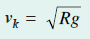 v_k = √Rg